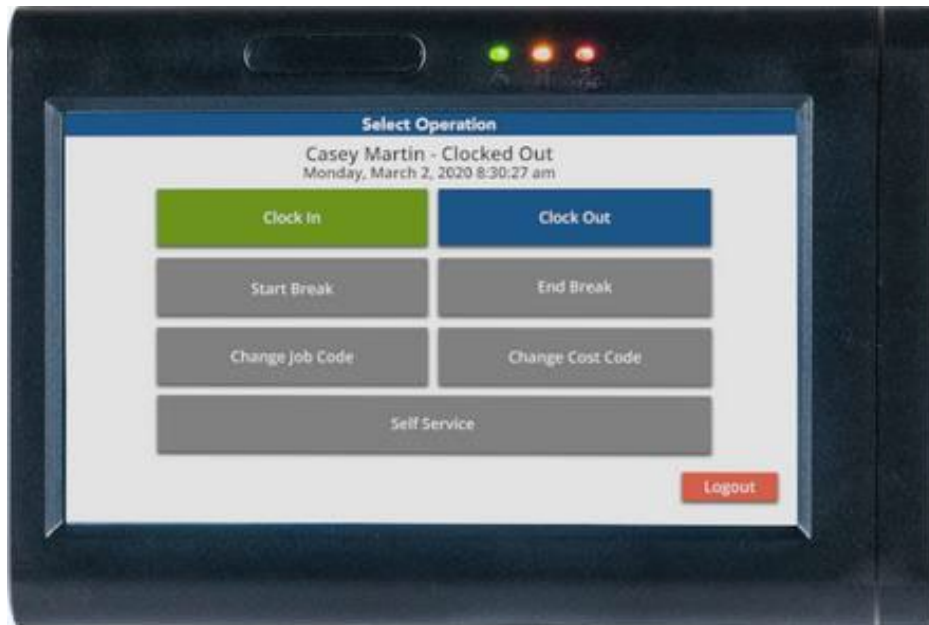 Select Operation
Casey Martin - Clocked Out
Monday, March 2, 2020 8:30:27 am
Clock In Clock Out
Start Break End Break
Change Job Code Change Cost Code
Self Service
Logout